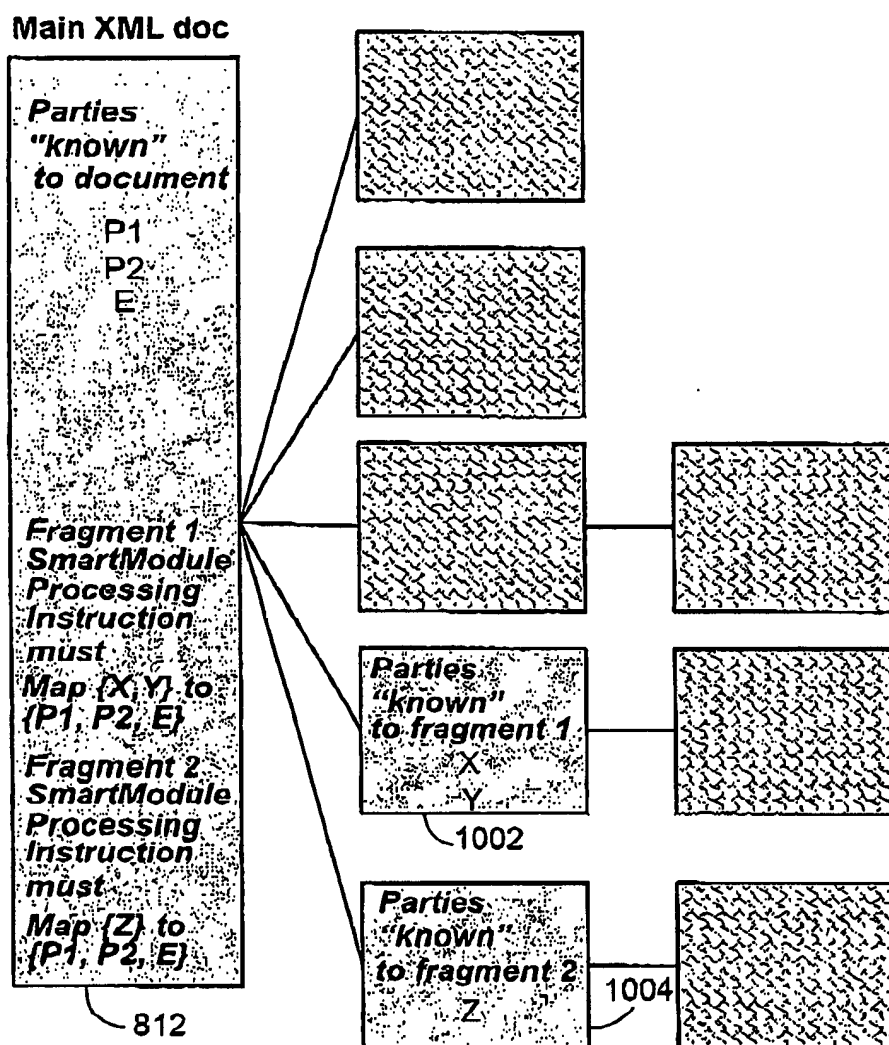 Main XML doc
Parties
"known"
to document
P1
P2
E
Fragment 1
SmartModule
Processing
Instruction
must
Map {X,Y} to
{P1, P2, E}
Fragment 2
SmartModule
Processing
Instruction
must
Map {Z} to
{P1, P2, E}
812
Parties
"known"
to fragment 1
X
Y
1002
Parties
"known"
to fragment 2
Z
1004